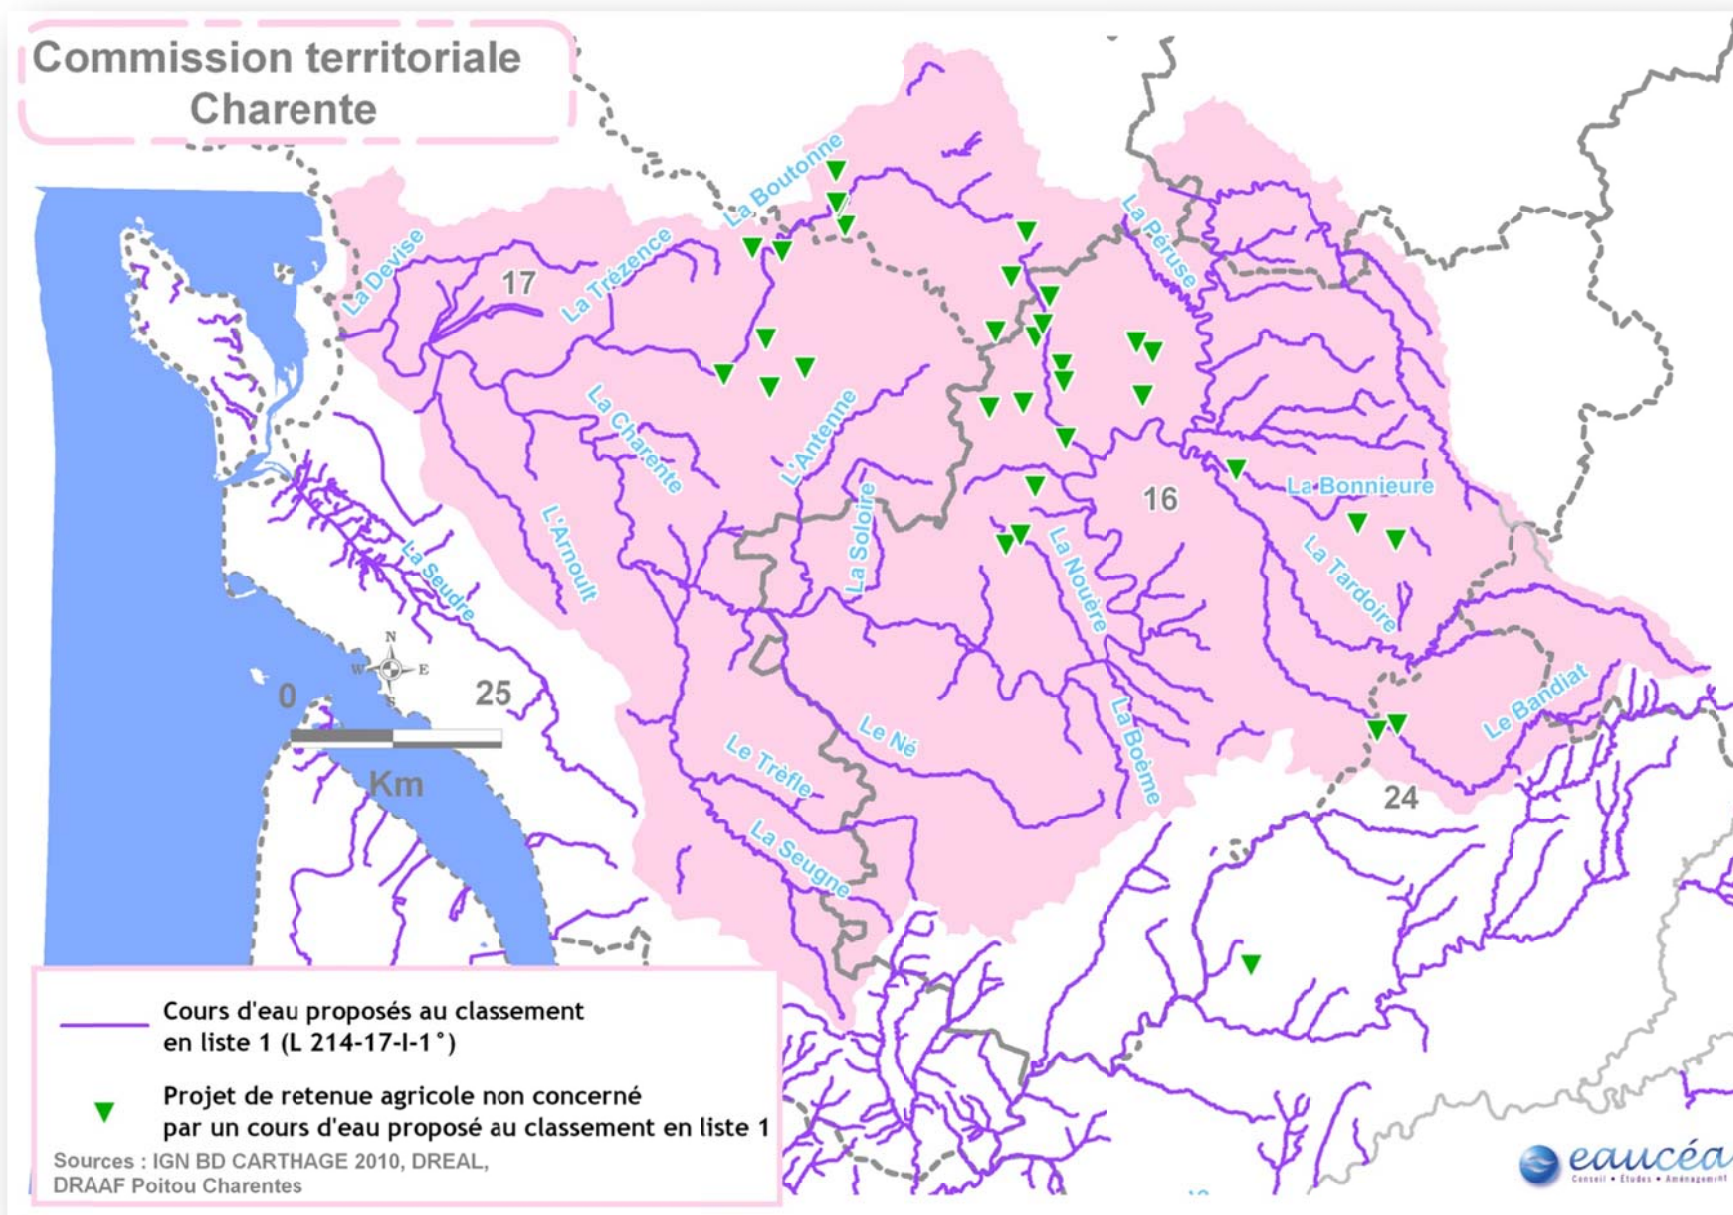 Commission territoriale
Charente
La Boutonne
La Devise
17
La Trézence
La Péruse
La Charente
L'Antenne
La Soloire
L'Arnoult
La Seudre
16
La Bonnieure
La Nouère
La Tardoire
N
W E
S
0 25
Km
Le Né
Le Trèfle
La Seugne
La Boème
Le Bandiat
24
Cours d'eau proposés au classement
en liste 1 (L 214-17-I-1°)
Projet de retenue agricole non concerné
par un cours d'eau proposé au classement en liste 1
Sources : IGN BD CARTHAGE 2010, DREAL,
DRAAF Poitou Charentes
eaucéa
Conseil • Etudes • Aménagement